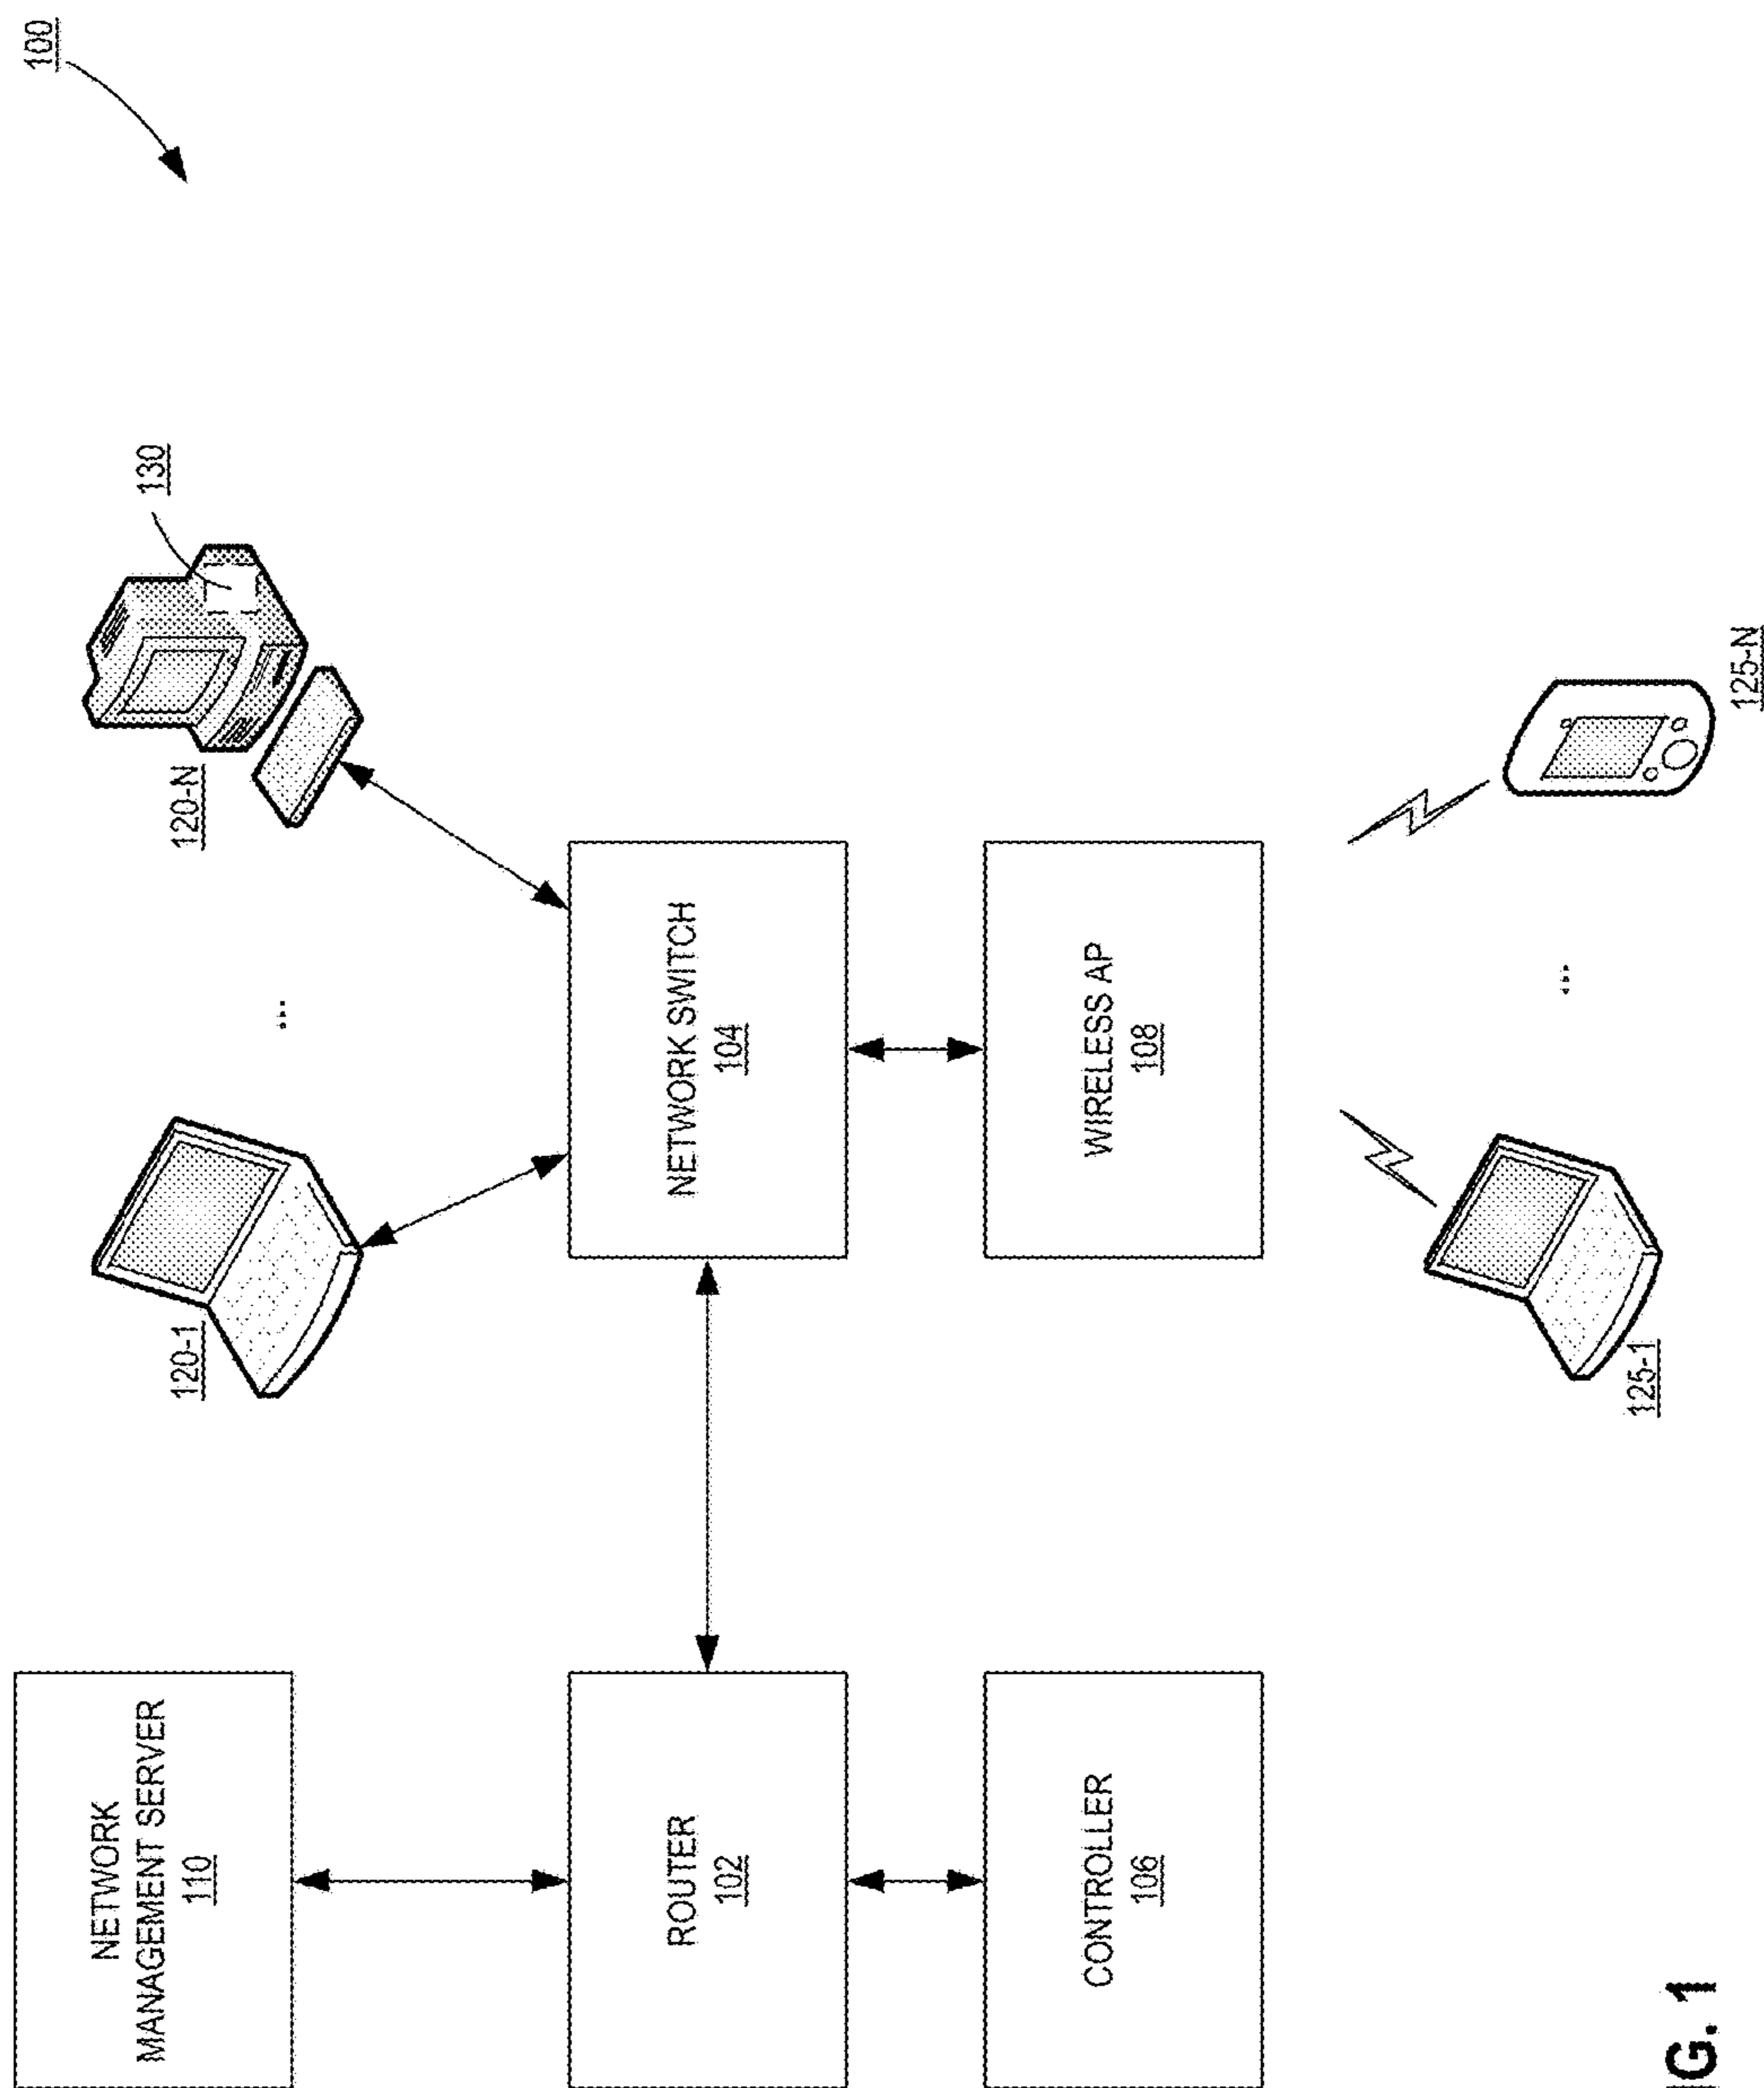 100
130
120-1
...
120-N
NETWORK
MANAGEMENT SERVER
110
ROUTER
102
NETWORK SWITCH
104
CONTROLLER
106
WIRELESS AP
108
...
125-1
125-N
G. 1